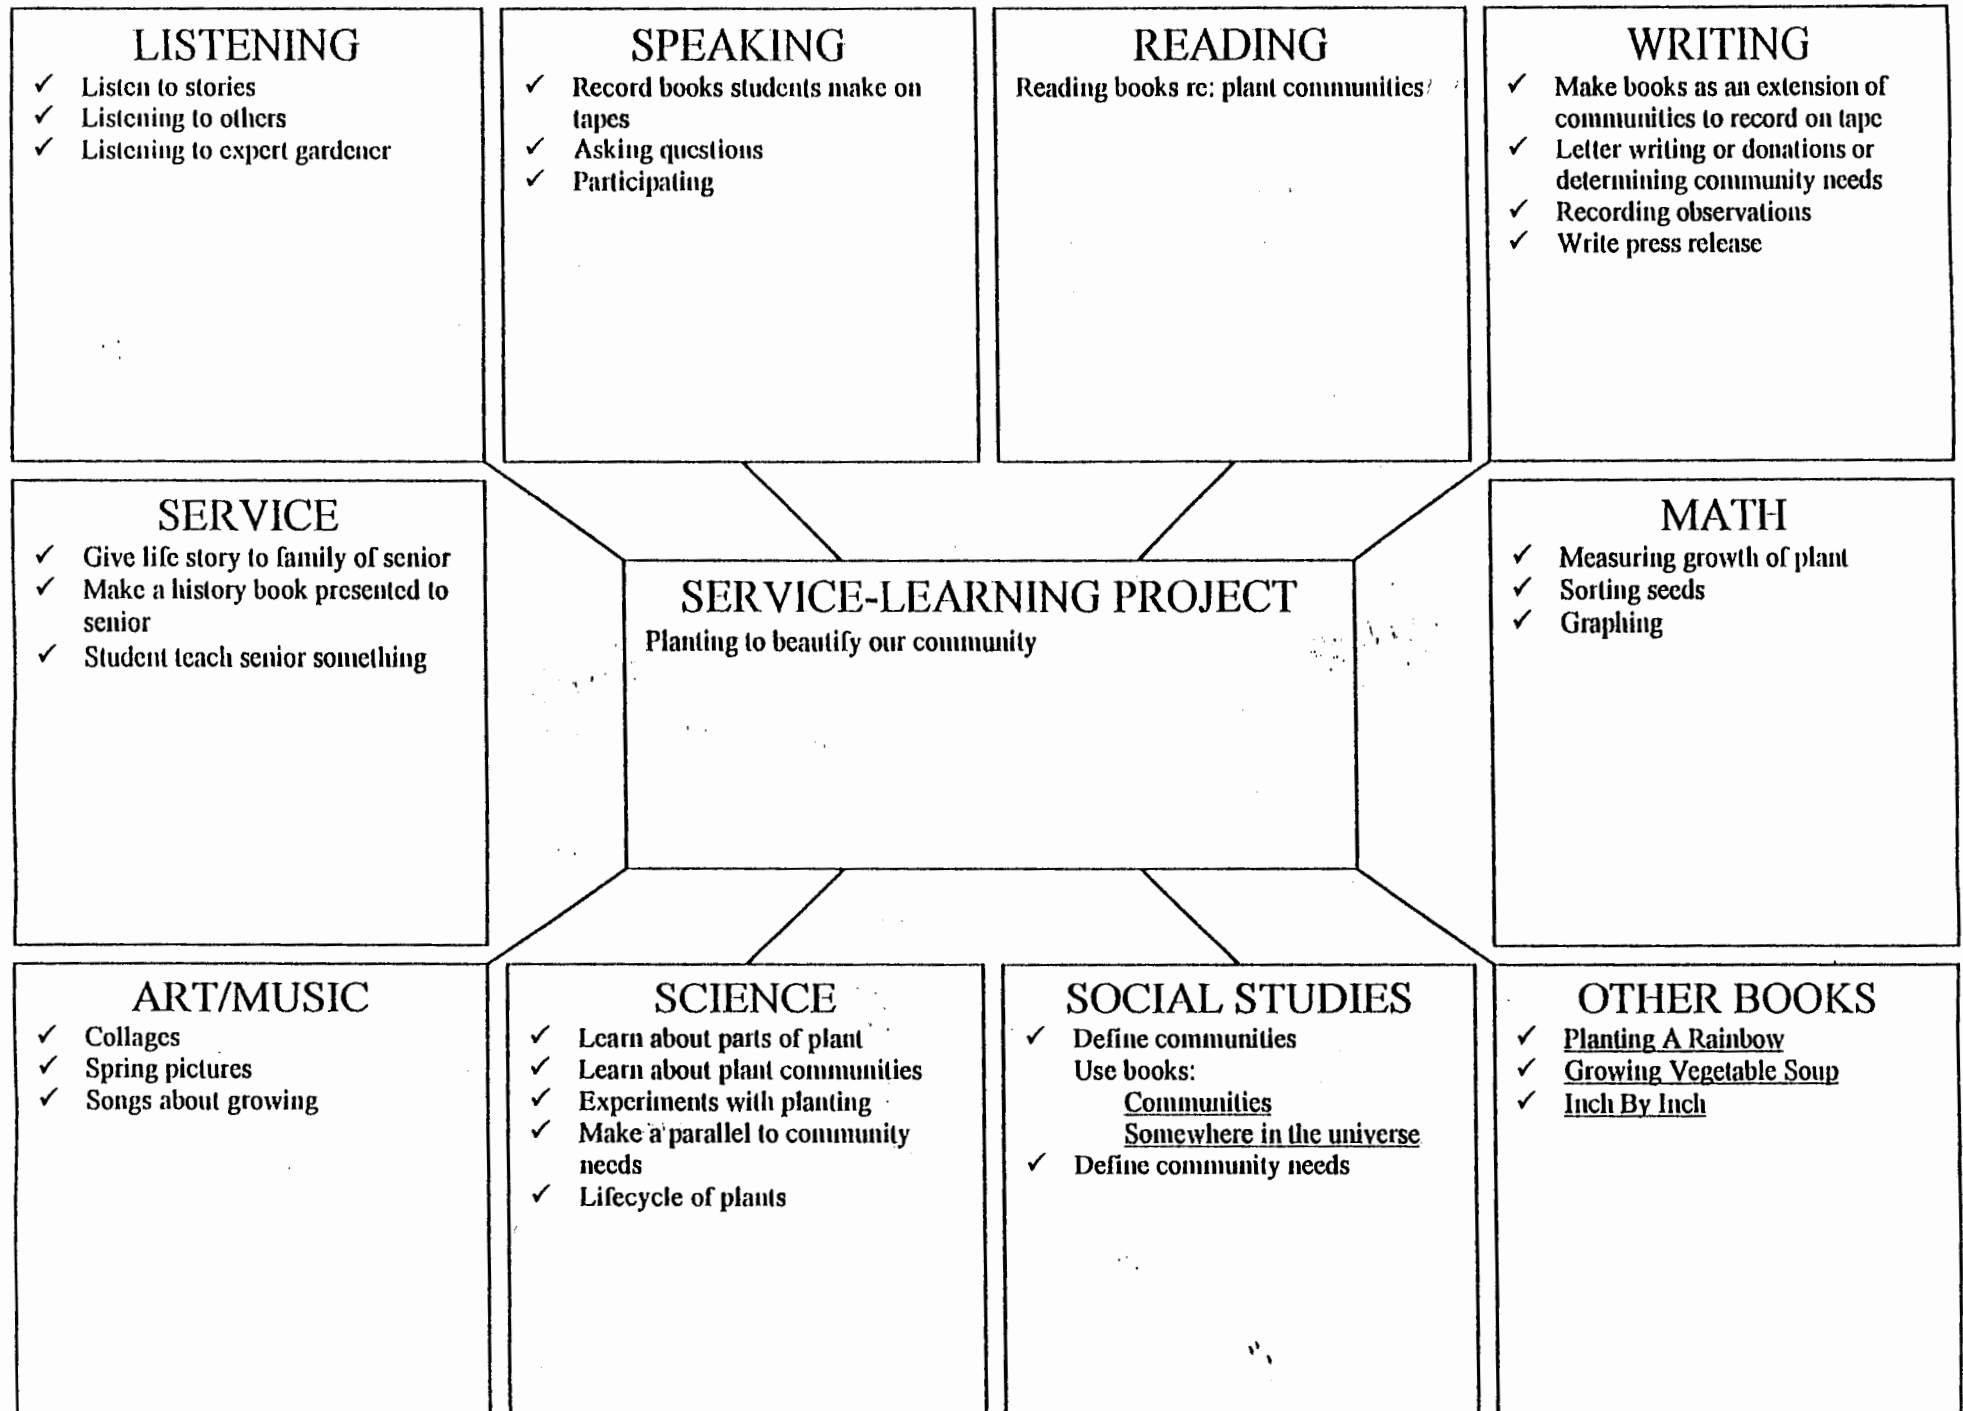 LISTENING
✓ Listen to stories
✓ Listening to others
✓ Listening to expert gardener
SPEAKING
✓ Record books students make on
tapes
✓ Asking questions
✓ Participating
READING
Reading books re: plant communities
WRITING
✓ Make books as an extension of
communities to record on tape
✓ Letter writing or donations or
determining community needs
✓ Recording observations
✓ Write press release
SERVICE
✓ Give life story to family of senior
✓ Make a history book presented to
senior
✓ Student teach senior something
SERVICE-LEARNING PROJECT
Planting to beautify our community
MATH
✓ Measuring growth of plant
✓ Sorting seeds
✓ Graphing
ART/MUSIC
✓ Collages
✓ Spring pictures
✓ Songs about growing
SCIENCE
✓ Learn about parts of plant
✓ Learn about plant communities
✓ Experiments with planting
✓ Make a parallel to community
needs
✓ Lifecycle of plants
SOCIAL STUDIES
✓ Define communities
Use books:
Communities
Somewhere in the universe
✓ Define community needs
OTHER BOOKS
✓ Planting A Rainbow
✓ Growing Vegetable Soup
✓ Inch By Inch